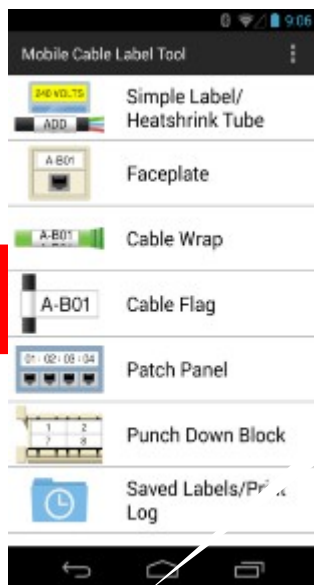 9:06
Mobile Cable Label Tool
240 VOLTS
ADD
Simple Label/
Heatshrink Tube
A-B01
Faceplate
A-B01
Cable Wrap
A-B01
Cable Flag
01 02 03 04
Patch Panel
1 2
7 8
Punch Down Block
Saved Labels/
Log